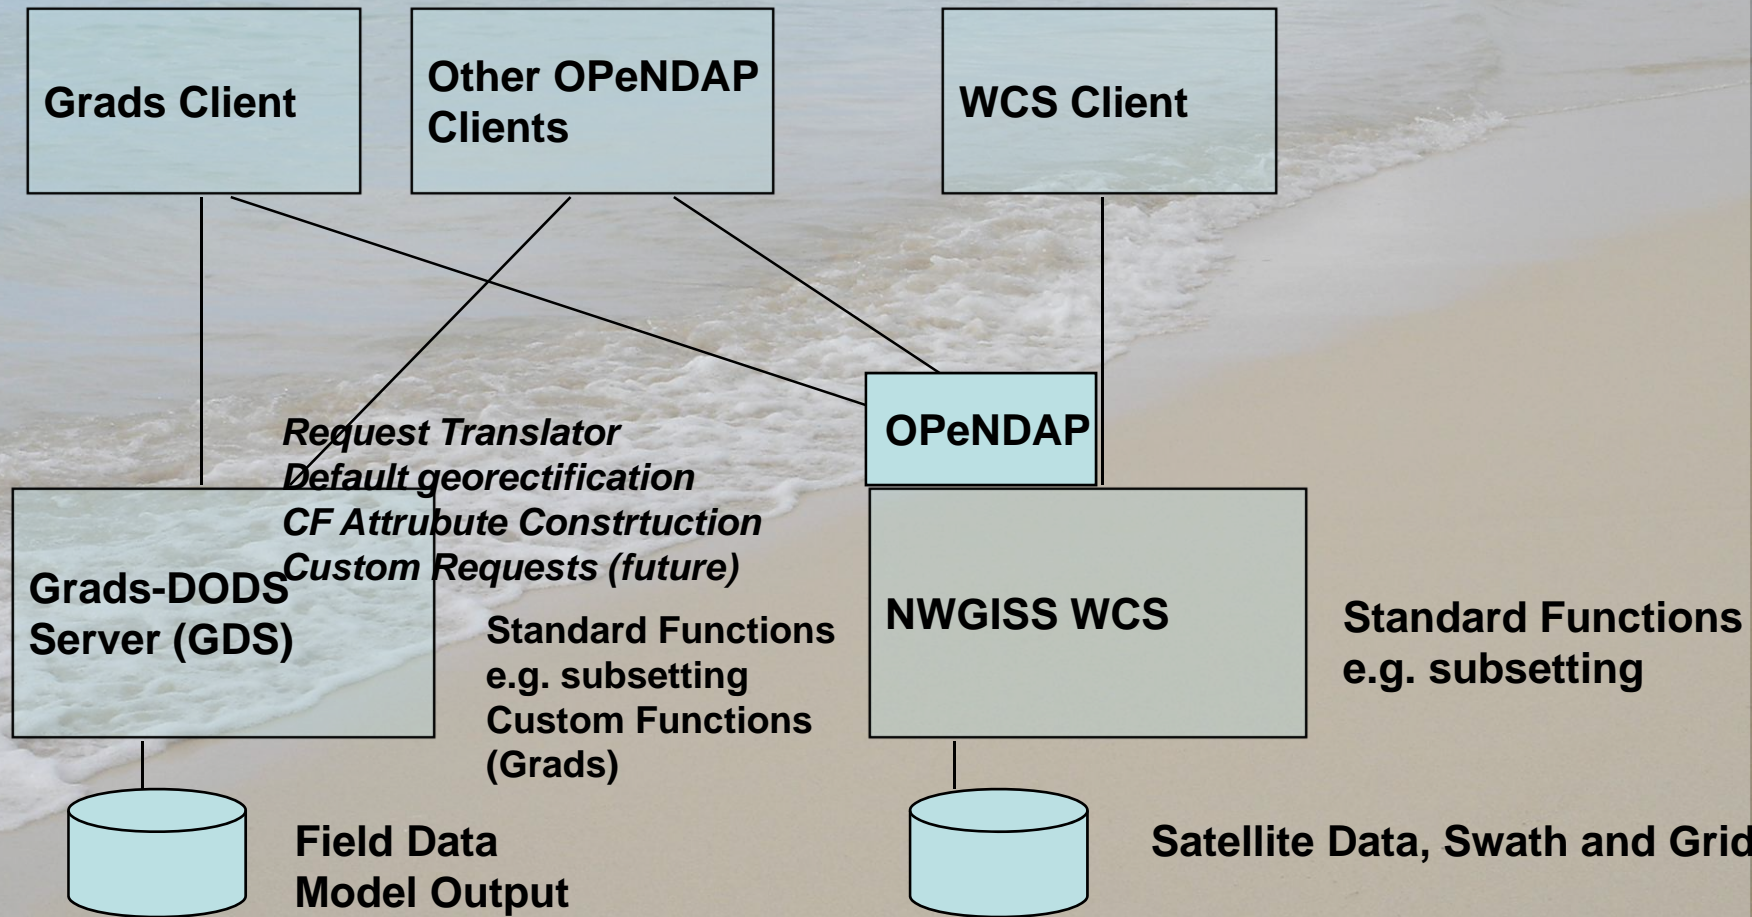 Grads Client
Other OPeNDAP
Clients
WCS Client
OPeNDAP
Request Translator
Default georectification
CF Attrubute Constrtuction
Custom Requests (future)
Grads-DODS
Server (GDS)
Standard Functions
e.g. subsetting
Custom Functions
(Grads)
NWGISS WCS
Standard Functions
e.g. subsetting
Field Data
Model Output
Satellite Data, Swath and Grid